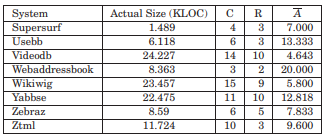 System Actual Size (KLOC) C R A
Supersurf 1.489 4 3 7.000
Usebb 6.118 6 3 13.333
Videodb 24.227 14 10 4.643
Webaddressbook 8.363 3 2 20.000
Wikiwig 23.457 15 9 5.800
Yabbse 22.475 11 10 12.818
Zebraz 8.59 6 5 7.833
Ztml 11.724 10 3 9.600